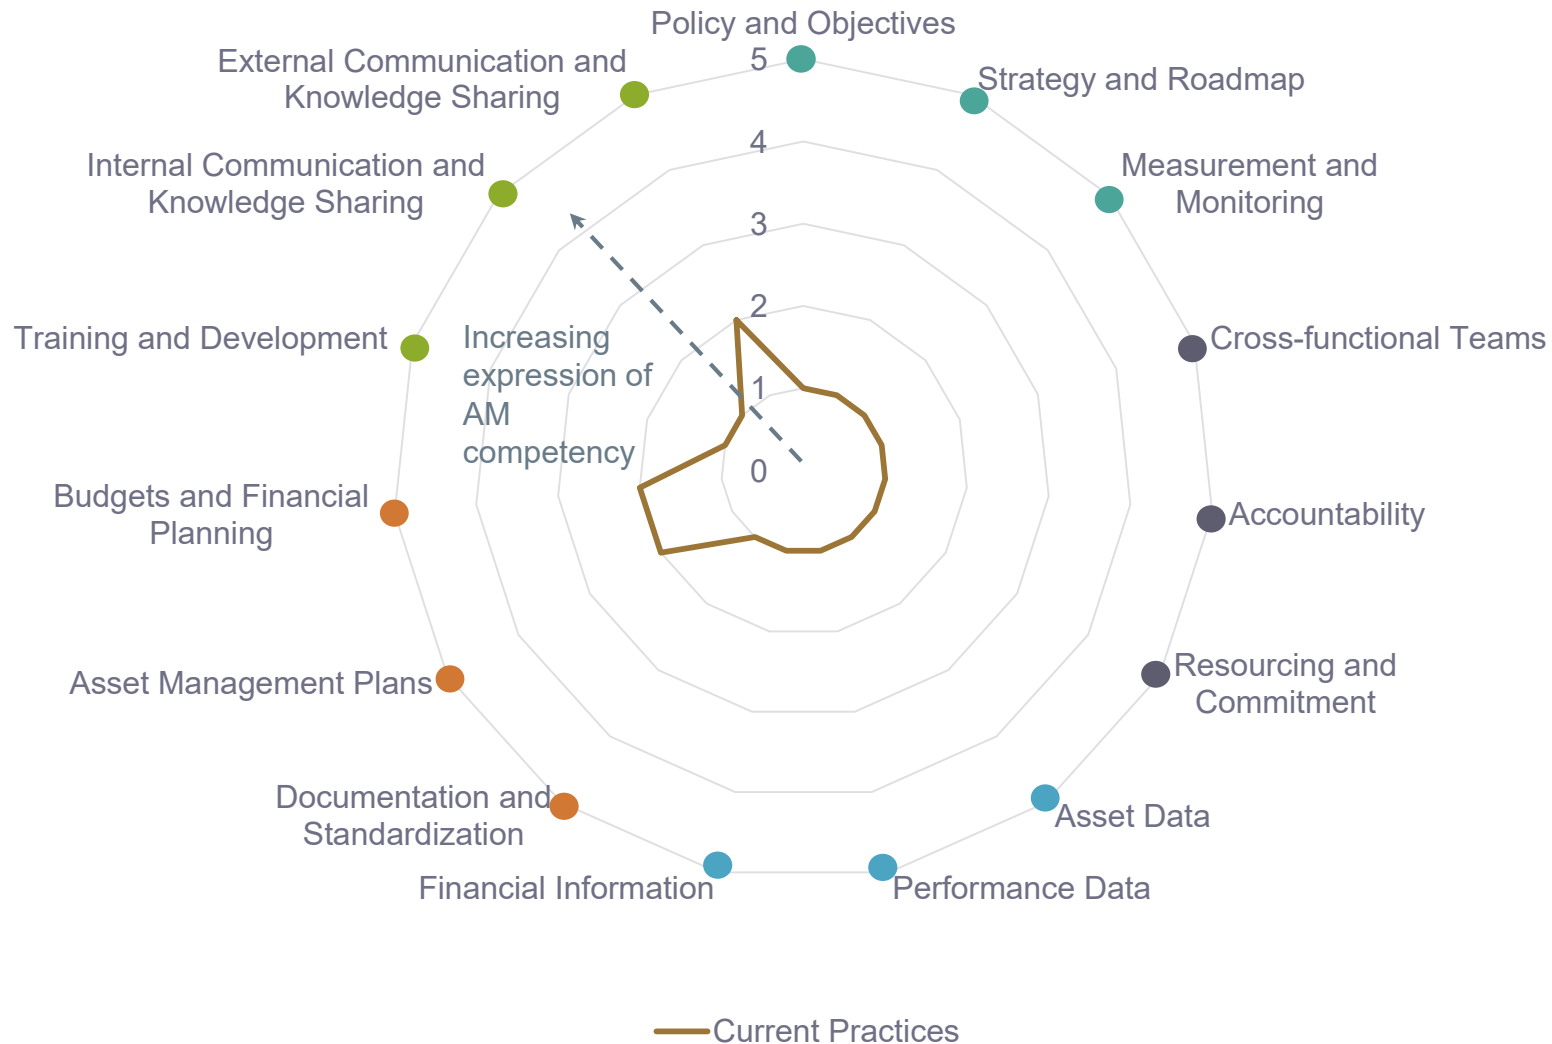 Policy and Objectives
5
External Communication and
Knowledge Sharing
Strategy and Roadmap
4
Internal Communication and
Knowledge Sharing
Measurement and
Monitoring
3
2
Training and Development
Increasing
expression of
AM
competency
Cross-functional Teams
1
0
Budgets and Financial
Planning
Accountability
Asset Management Plans
Resourcing and
Commitment
Documentation and
Standardization
Asset Data
Financial Information
Performance Data
Current Practices